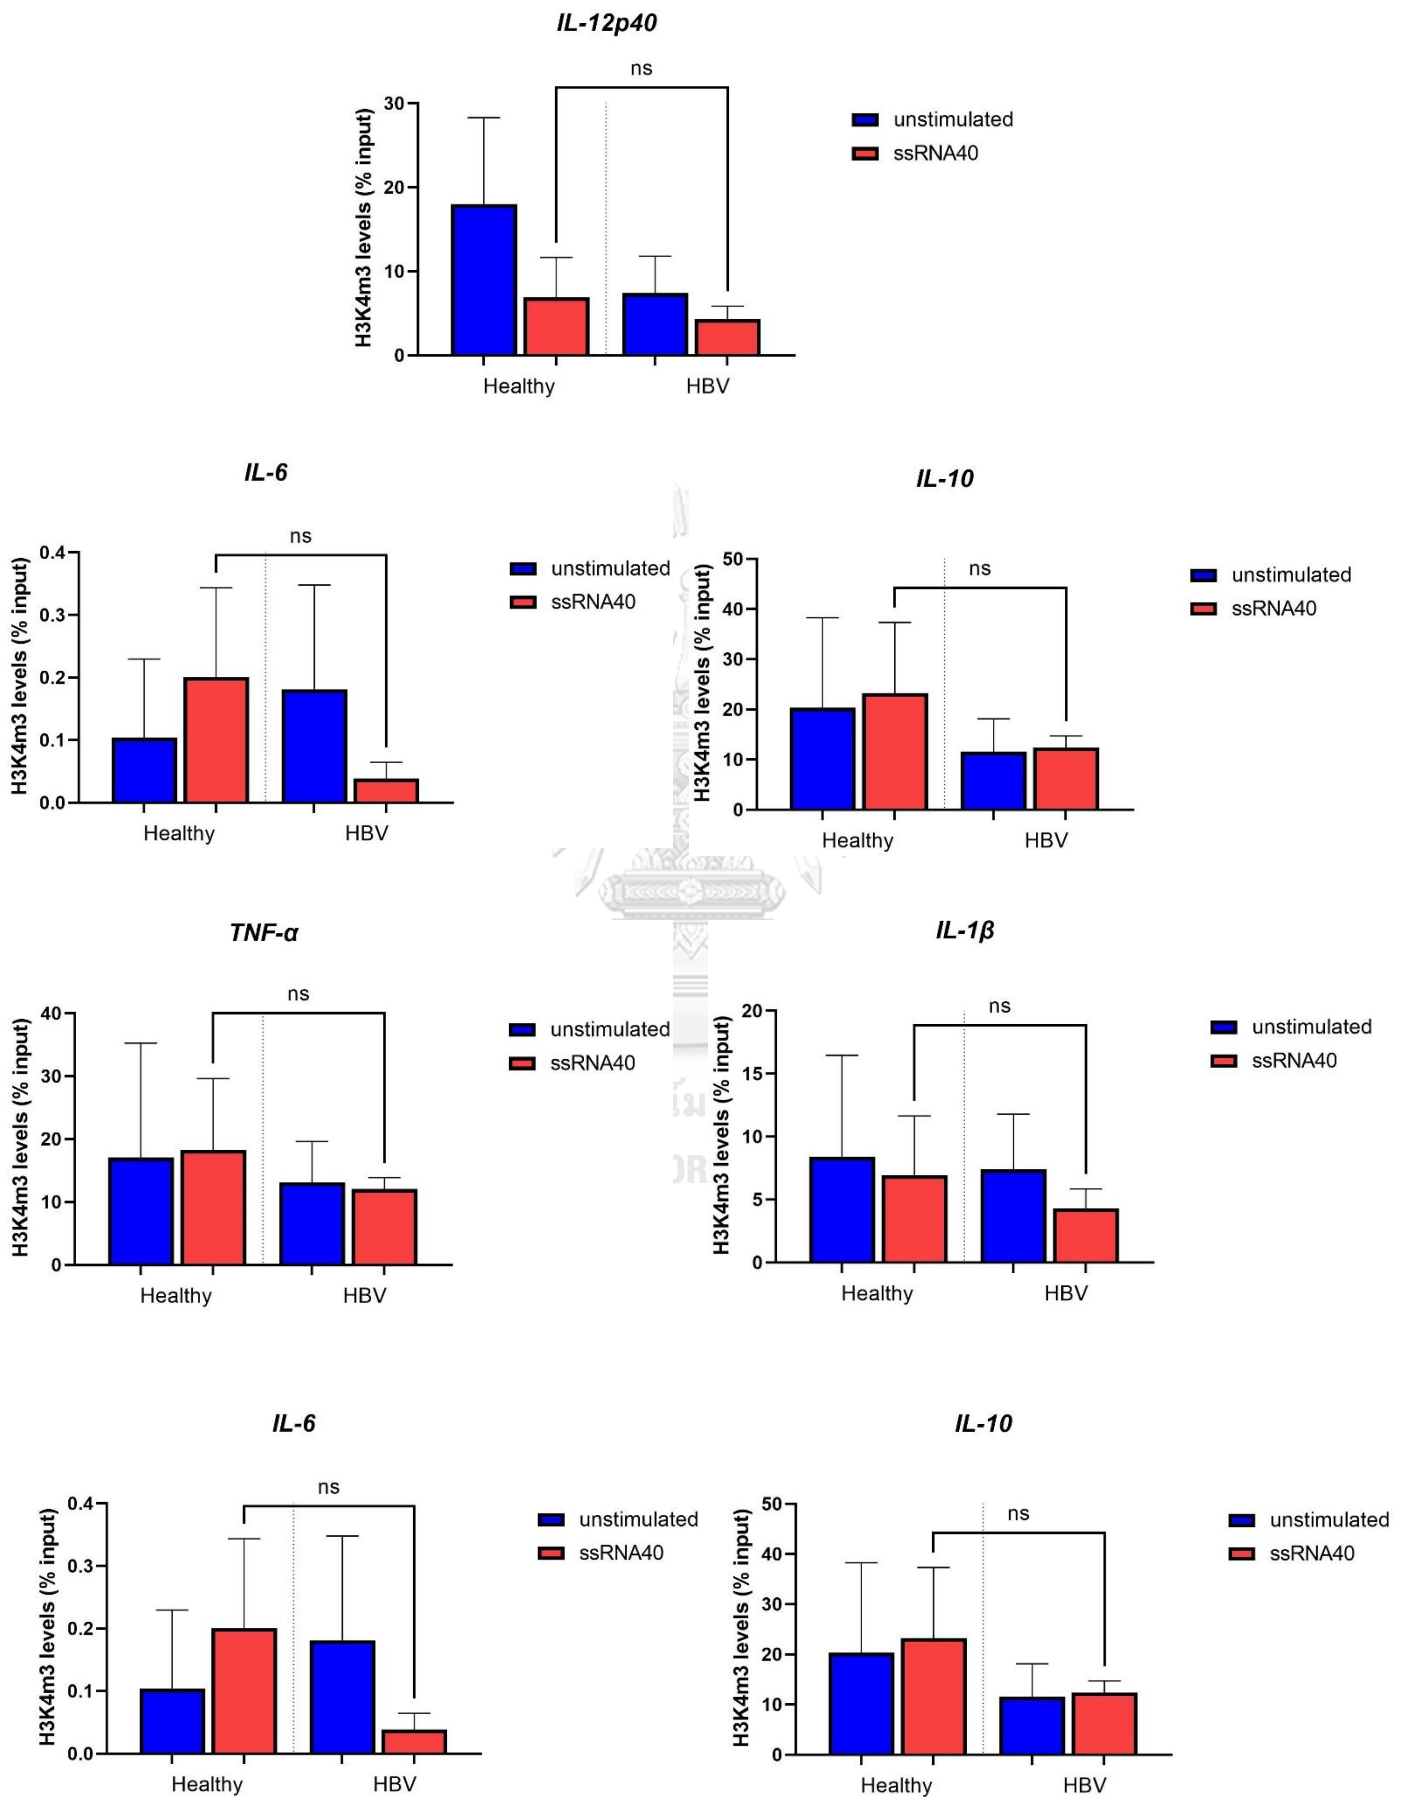 IL-12p40
ns
30
20
10
0
H3K4m3 levels (% input)
Healthy
HBV
unstimulated
ssRNA40
IL-6
ns
0.4
0.3
0.2
0.1
0.0
H3K4m3 levels (% input)
Healthy
HBV
unstimulated
ssRNA40
IL-10
ns
50
40
30
20
10
0
H3K4m3 levels (% input)
Healthy
HBV
unstimulated
ssRNA40
TNF-α
ns
40
30
20
10
0
H3K4m3 levels (% input)
Healthy
HBV
unstimulated
ssRNA40
IL-1β
ns
20
15
10
5
0
H3K4m3 levels (% input)
Healthy
HBV
unstimulated
ssRNA40
IL-6
ns
0.4
0.3
0.2
0.1
0.0
H3K4m3 levels (% input)
Healthy
HBV
unstimulated
ssRNA40
IL-10
ns
50
40
30
20
10
0
H3K4m3 levels (% input)
Healthy
HBV
unstimulated
ssRNA40